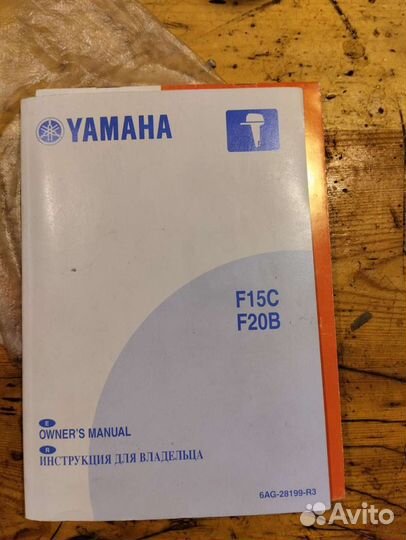 YAMAHA
F15C
F20B
E
OWNER'S MANUAL
R
ИНСТРУКЦИЯ ДЛЯ ВЛАДЕЛЬЦА
6AG-28199-R3
Avito